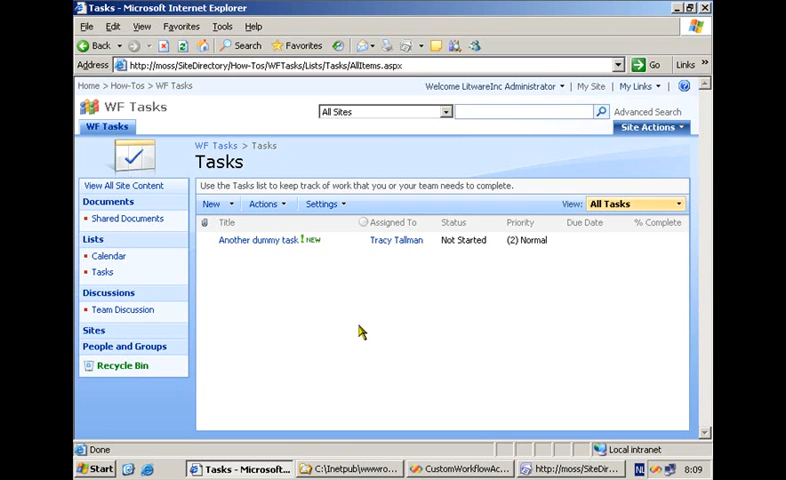 Tasks - Microsoft Internet Explorer
File Edit View Favorites Tools Help
Back Search Favorites
Address http://moss/SiteDirectory/How-Tos/WFTasks/Lists/Tasks/AllItems.aspx Go Links »
Home > How-Tos > WF Tasks Welcome LitwareInc Administrator My Site My Links
WF Tasks All Sites Advanced Search
WF Tasks Site Actions
WF Tasks > Tasks
Tasks
View All Site Content
Use the Tasks list to keep track of work that you or your team needs to complete.
Documents
Shared Documents
Lists
Calendar
Tasks
Discussions
Team Discussion
Sites
People and Groups
Recycle Bin
New Actions Settings View: All Tasks
Title Assigned To Status Priority Due Date % Complete
Another dummy task ! NEW Tracy Tallman Not Started (2) Normal
Done Local intranet
Start Tasks - Microsoft... C:\Inetpub\wwwro... CustomWorkflowAc... http://moss/SiteDir... NL 8:09